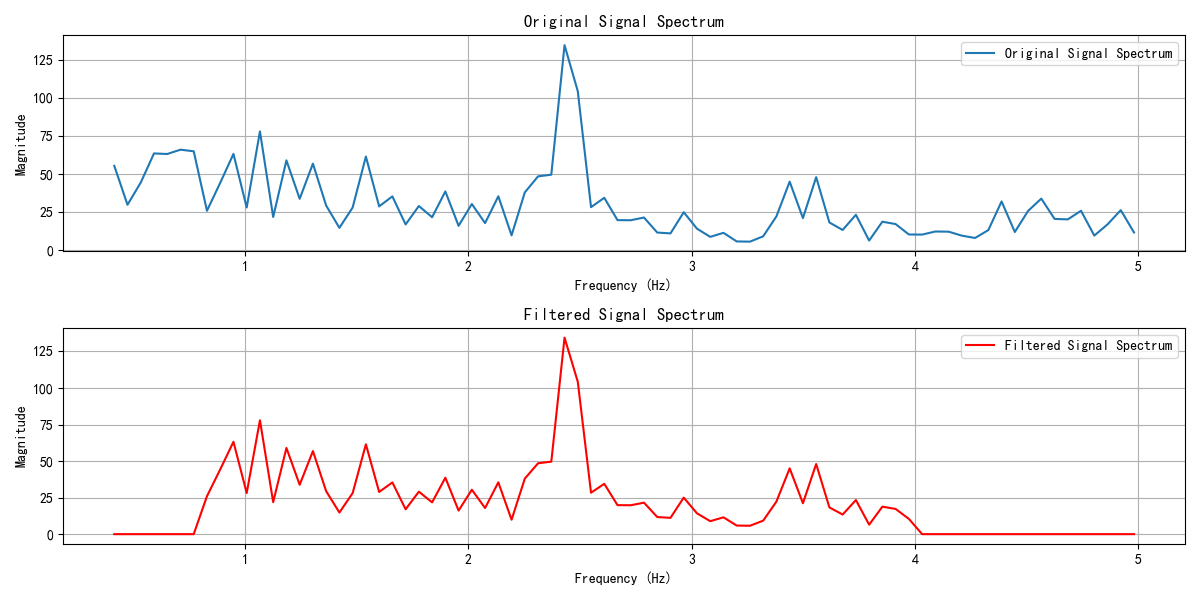 Original Signal Spectrum
Original Signal Spectrum
125
100
75
50
25
0
Magnitude
1 2 3 4 5
Frequency (Hz)
Filtered Signal Spectrum
Filtered Signal Spectrum
125
100
75
50
25
0
Magnitude
1 2 3 4 5
Frequency (Hz)